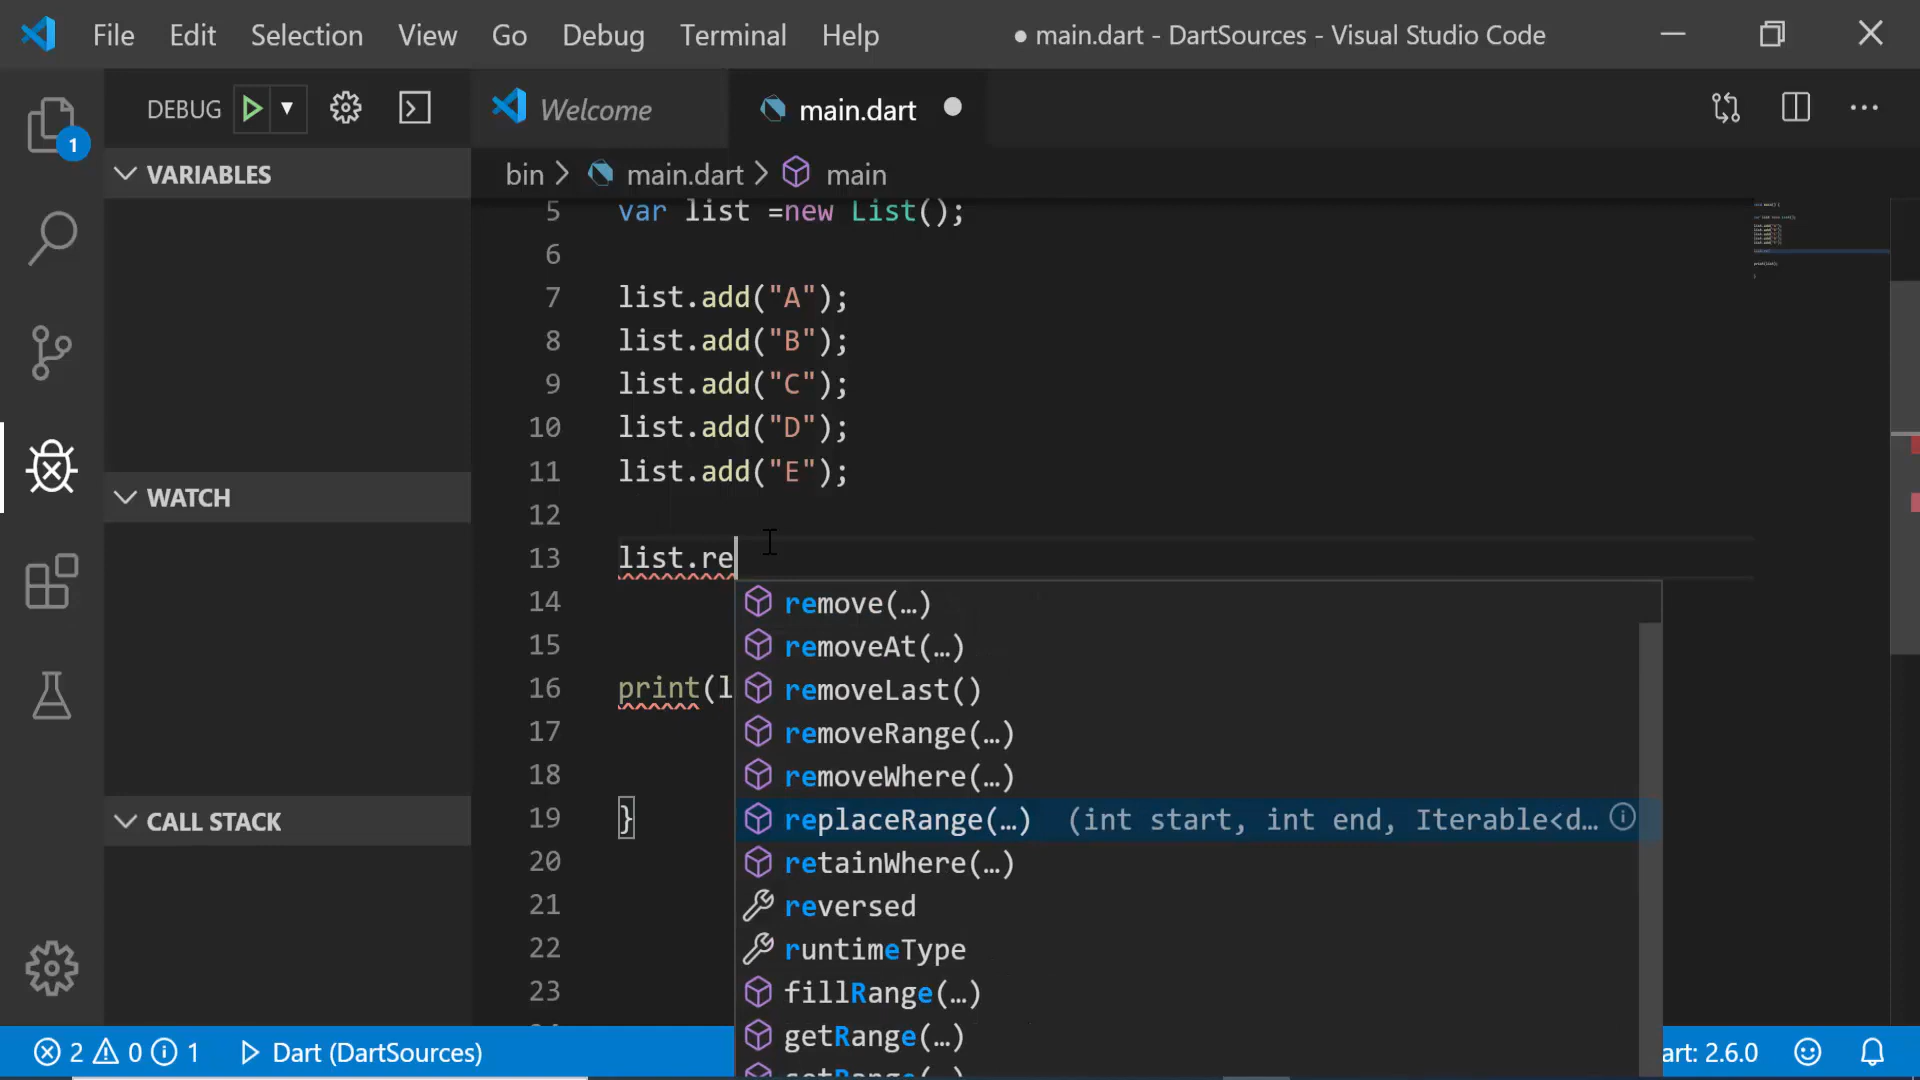 File Edit Selection View Go Debug Terminal Help ● main.dart - DartSources - Visual Studio Code
DEBUG
Welcome
main.dart
1
VARIABLES
bin > main.dart > main
5 var list =new List();
6
7 list.add("A");
8 list.add("B");
9 list.add("C");
10 list.add("D");
11 list.add("E");
WATCH
12
13 list.re
14
remove(…)
15
removeAt(…)
16 print(l
removeLast()
17
removeRange(…)
18
removeWhere(…)
CALL STACK
19 }
replaceRange(…) (int start, int end, Iterable<d…
20
retainWhere(…)
21
reversed
22
runtimeType
23
fillRange(…)
getRange(…)
2 0 1 Dart (DartSources)
art: 2.6.0